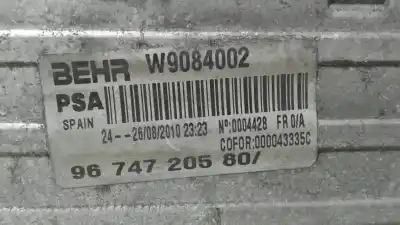 BEHR W9084002
PSA
SPAIN
24--26/08/2010 23:23 Nº:0004428 FR 0/A
COFOR:000043335C
96 747 205 80/